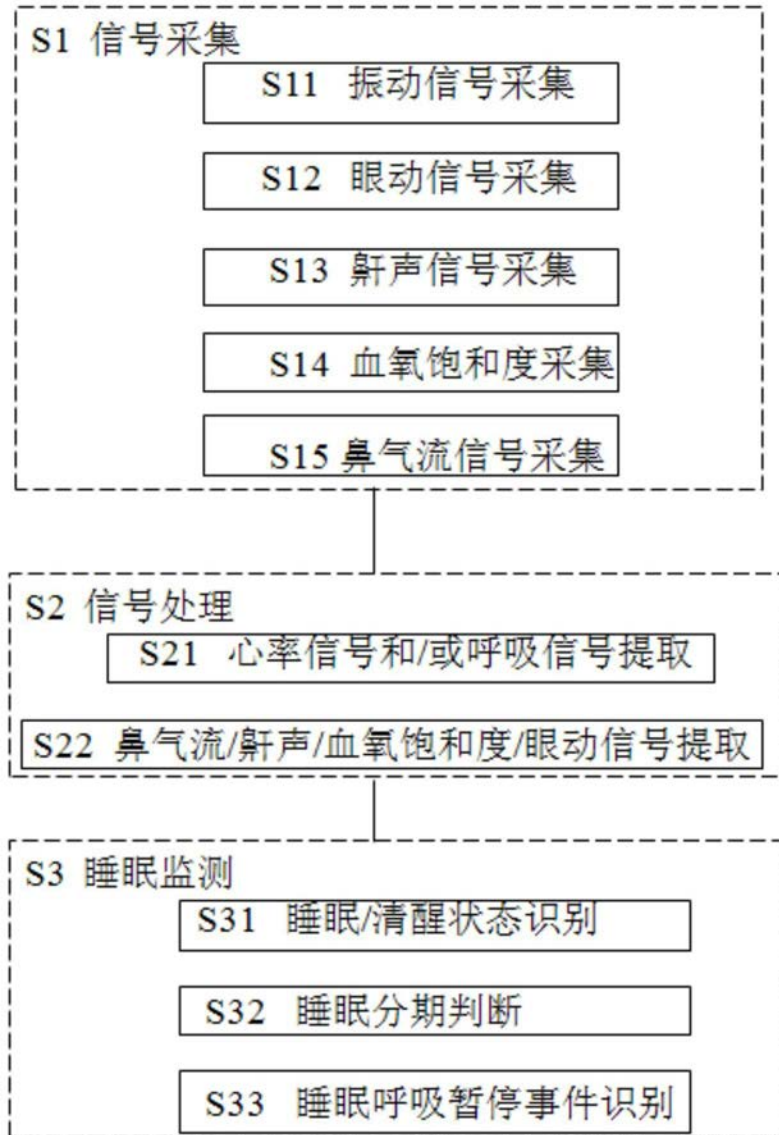 S1 信号采集
S11 振动信号采集
S12 眼动信号采集
S13 鼾声信号采集
S14 血氧饱和度采集
S15 鼻气流信号采集
S2 信号处理
S21 心率信号和/或呼吸信号提取
S22 鼻气流/鼾声/血氧饱和度/眼动信号提取
S3 睡眠监测
S31 睡眠/清醒状态识别
S32 睡眠分期判断
S33 睡眠呼吸暂停事件识别